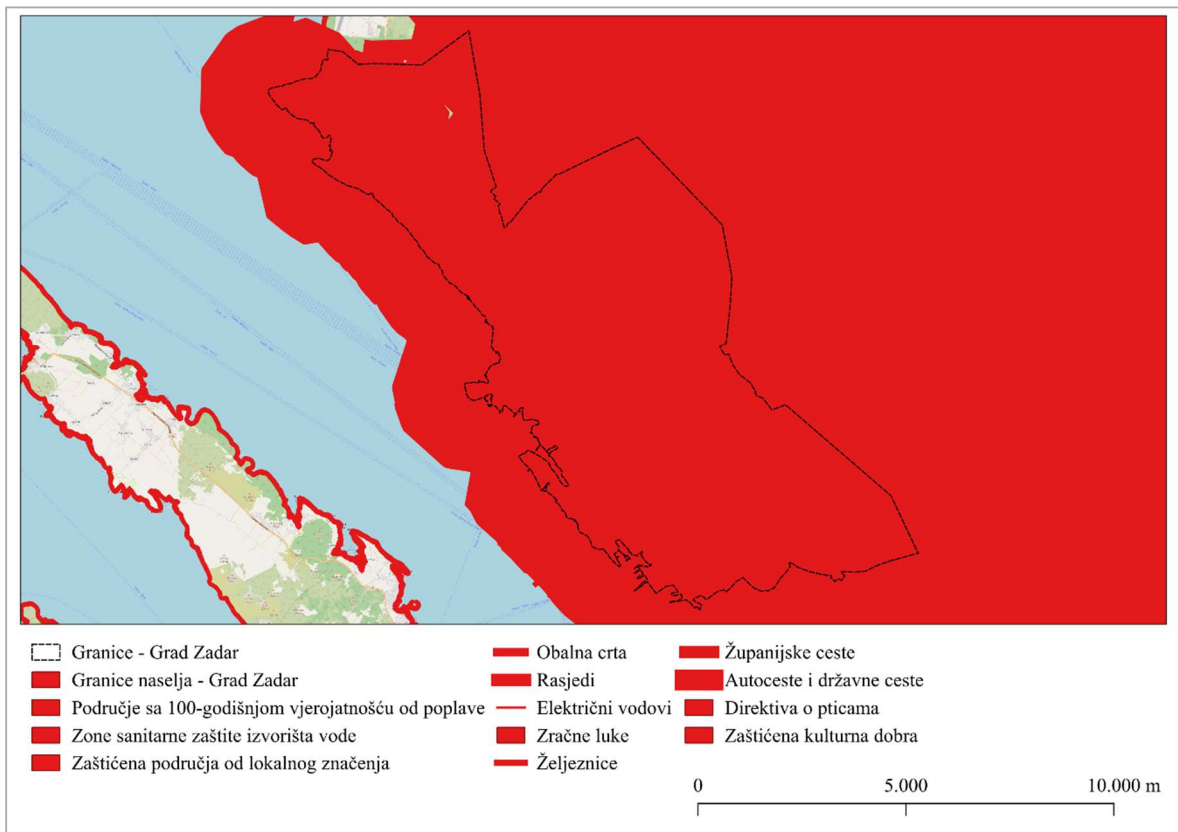 Granice - Grad Zadar
Granice naselja - Grad Zadar
Područje sa 100-godišnjom vjerojatnošću od poplave
Zone sanitarne zaštite izvorišta vode
Zaštićena područja od lokalnog značenja
Obalna crta
Rasjedi
Električni vodovi
Zračne luke
Željeznice
Županijske ceste
Autoceste i državne ceste
Direktiva o pticama
Zaštićena kulturna dobra
0 5.000 10.000 m